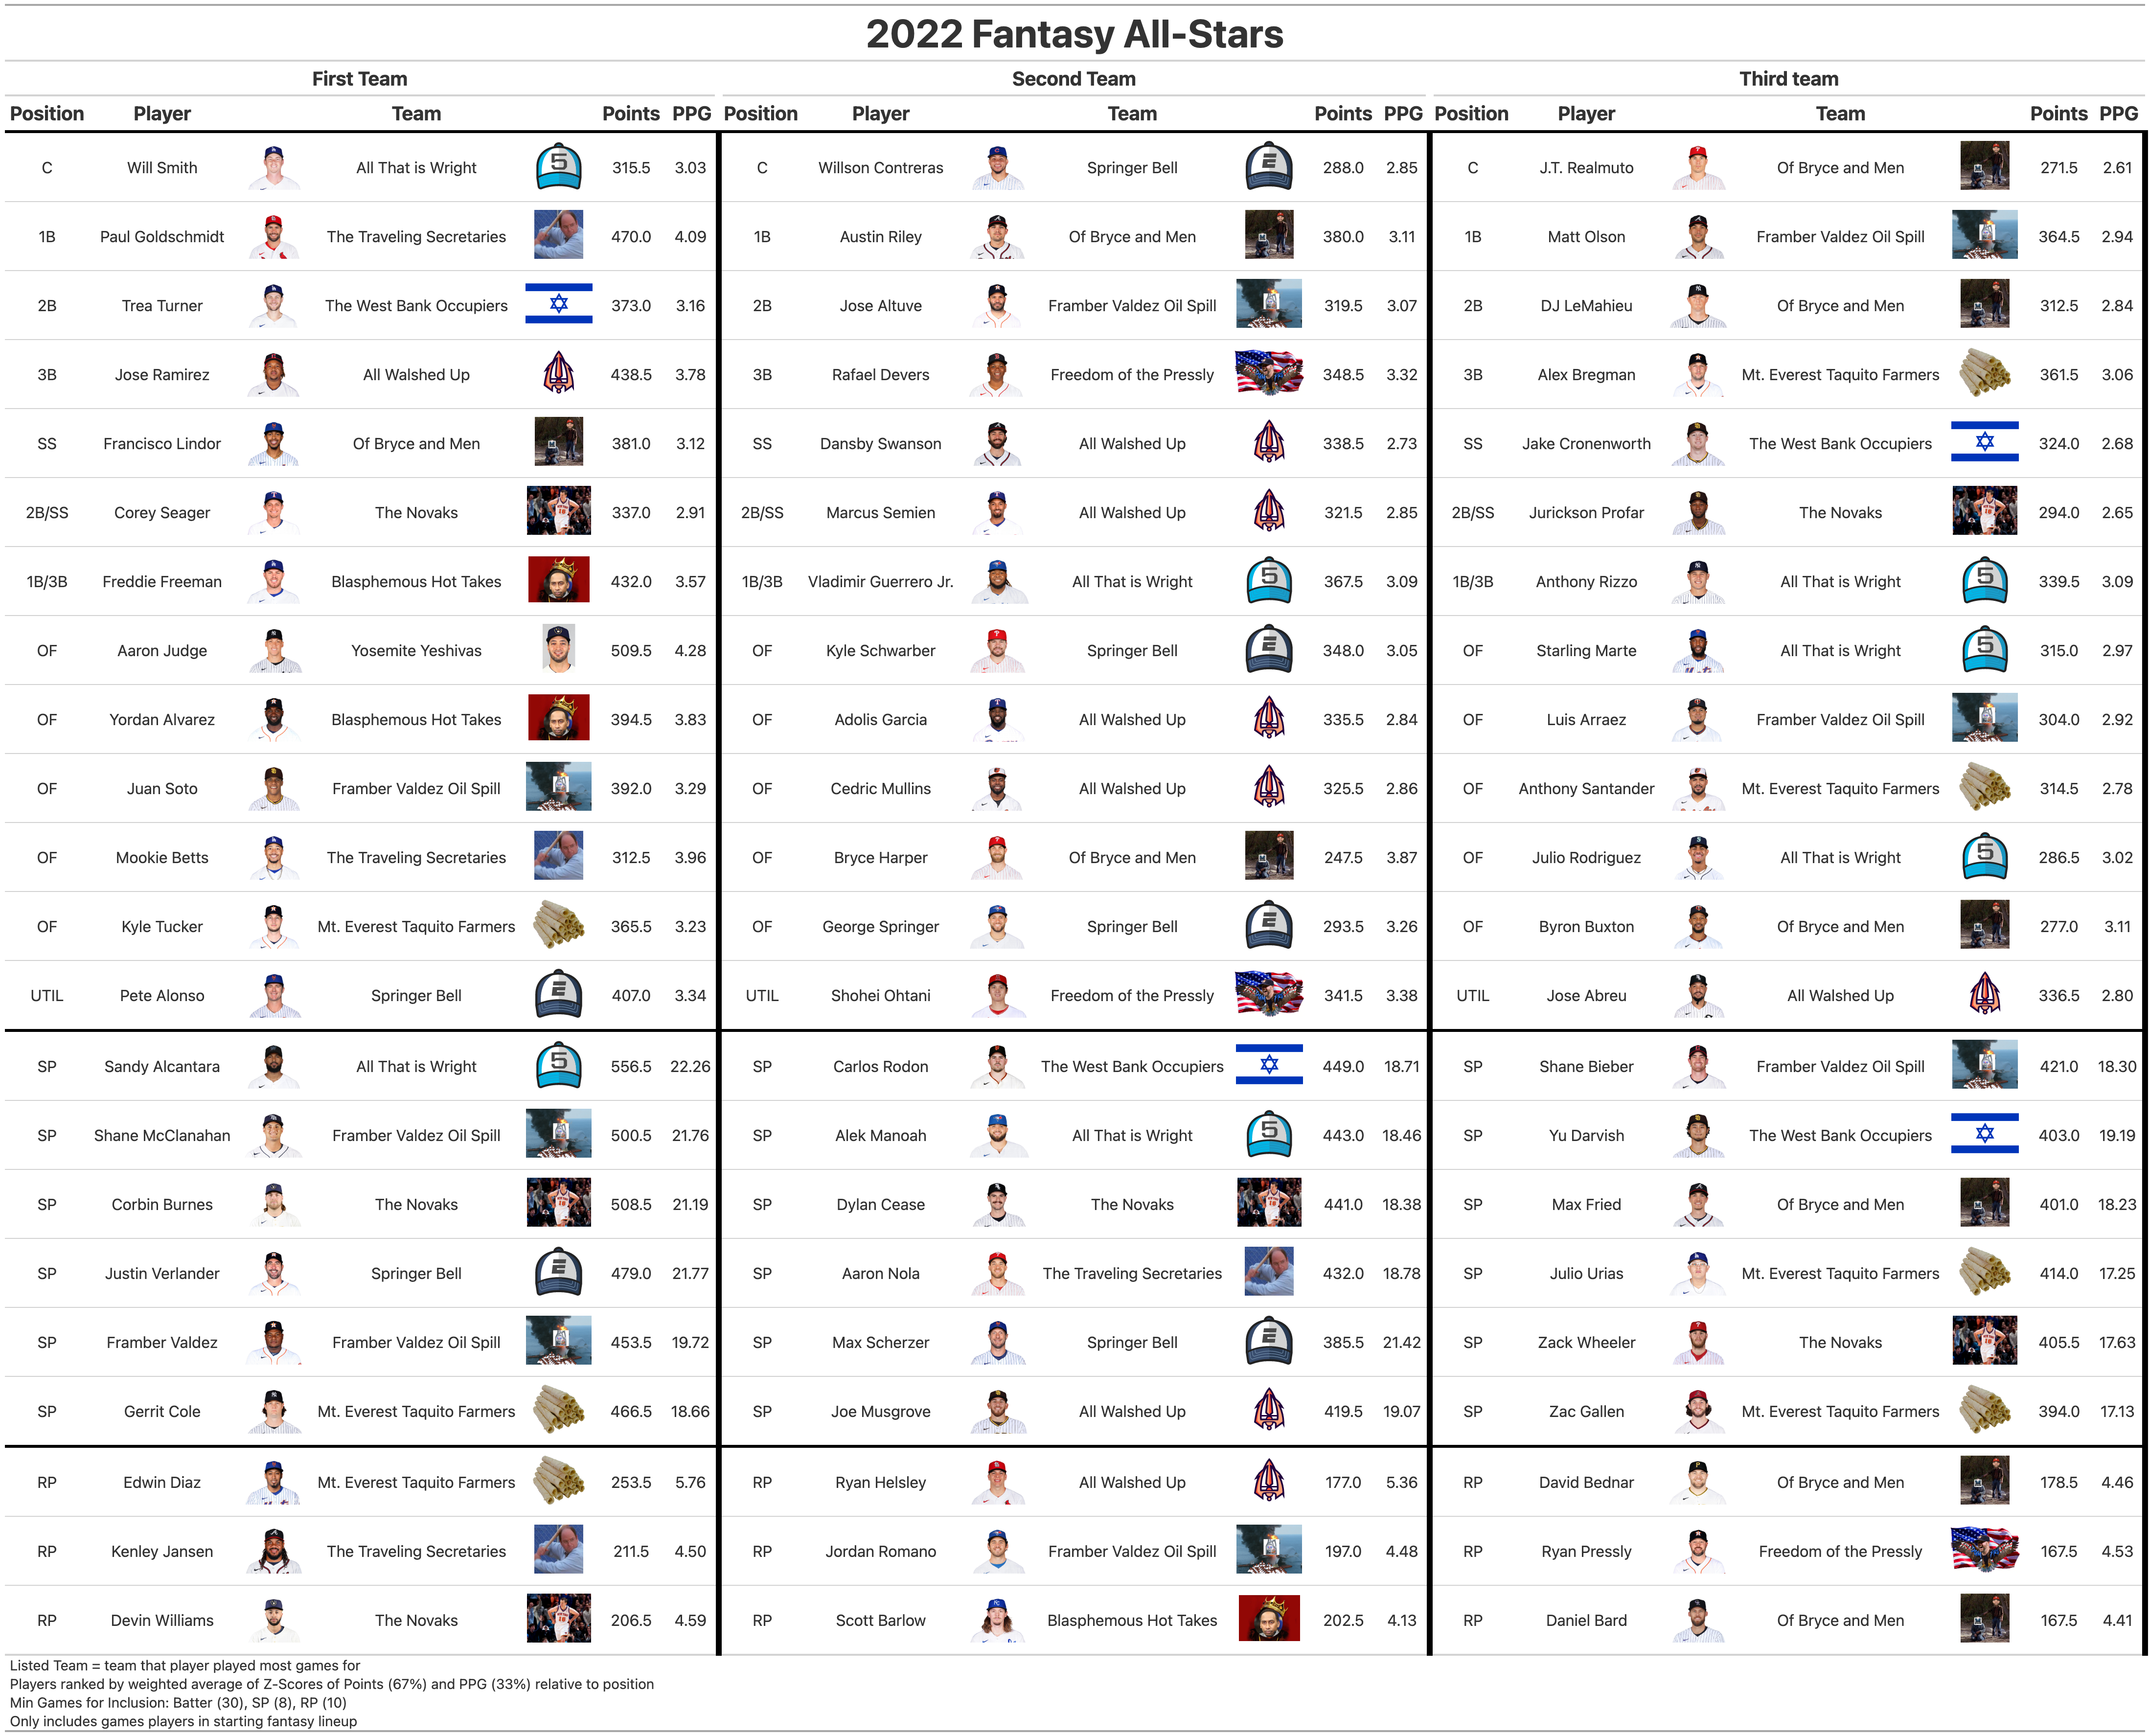 2022 Fantasy All-Stars
First Team Second Team Third team
Position Player Team Points PPG Position Player Team Points PPG Position Player Team Points PPG
C Will Smith All That is Wright 5 315.5 3.03 C Willson Contreras Springer Bell 288.0 2.85 C J.T. Realmuto Of Bryce and Men 271.5 2.61
1B Paul Goldschmidt The Traveling Secretaries 470.0 4.09 1B Austin Riley Of Bryce and Men 380.0 3.11 1B Matt Olson Framber Valdez Oil Spill 364.5 2.94
2B Trea Turner The West Bank Occupiers 373.0 3.16 2B Jose Altuve Framber Valdez Oil Spill 319.5 3.07 2B DJ LeMahieu Of Bryce and Men 312.5 2.84
3B Jose Ramirez All Walshed Up 438.5 3.78 3B Rafael Devers Freedom of the Pressly 348.5 3.32 3B Alex Bregman Mt. Everest Taquito Farmers 361.5 3.06
SS Francisco Lindor Of Bryce and Men 381.0 3.12 SS Dansby Swanson All Walshed Up 338.5 2.73 SS Jake Cronenworth The West Bank Occupiers 324.0 2.68
2B/SS Corey Seager The Novaks 337.0 2.91 2B/SS Marcus Semien All Walshed Up 321.5 2.85 2B/SS Jurickson Profar The Novaks 294.0 2.65
1B/3B Freddie Freeman Blasphemous Hot Takes 432.0 3.57 1B/3B Vladimir Guerrero Jr. All That is Wright 5 367.5 3.09 1B/3B Anthony Rizzo All That is Wright 5 339.5 3.09
OF Aaron Judge Yosemite Yeshivas 509.5 4.28 OF Kyle Schwarber Springer Bell 348.0 3.05 OF Starling Marte All That is Wright 5 315.0 2.97
OF Yordan Alvarez Blasphemous Hot Takes 394.5 3.83 OF Adolis Garcia All Walshed Up 335.5 2.84 OF Luis Arraez Framber Valdez Oil Spill 304.0 2.92
OF Juan Soto Framber Valdez Oil Spill 392.0 3.29 OF Cedric Mullins All Walshed Up 325.5 2.86 OF Anthony Santander Mt. Everest Taquito Farmers 314.5 2.78
OF Mookie Betts The Traveling Secretaries 312.5 3.96 OF Bryce Harper Of Bryce and Men 247.5 3.87 OF Julio Rodriguez All That is Wright 5 286.5 3.02
OF Kyle Tucker Mt. Everest Taquito Farmers 365.5 3.23 OF George Springer Springer Bell 293.5 3.26 OF Byron Buxton Of Bryce and Men 277.0 3.11
UTIL Pete Alonso Springer Bell 407.0 3.34 UTIL Shohei Ohtani Freedom of the Pressly 341.5 3.38 UTIL Jose Abreu All Walshed Up 336.5 2.80
SP Sandy Alcantara All That is Wright 5 556.5 22.26 SP Carlos Rodon The West Bank Occupiers 449.0 18.71 SP Shane Bieber Framber Valdez Oil Spill 421.0 18.30
SP Shane McClanahan Framber Valdez Oil Spill 500.5 21.76 SP Alek Manoah All That is Wright 5 443.0 18.46 SP Yu Darvish The West Bank Occupiers 403.0 19.19
SP Corbin Burnes The Novaks 508.5 21.19 SP Dylan Cease The Novaks 441.0 18.38 SP Max Fried Of Bryce and Men 401.0 18.23
SP Justin Verlander Springer Bell 479.0 21.77 SP Aaron Nola The Traveling Secretaries 432.0 18.78 SP Julio Urias Mt. Everest Taquito Farmers 414.0 17.25
SP Framber Valdez Framber Valdez Oil Spill 453.5 19.72 SP Max Scherzer Springer Bell 385.5 21.42 SP Zack Wheeler The Novaks 405.5 17.63
SP Gerrit Cole Mt. Everest Taquito Farmers 466.5 18.66 SP Joe Musgrove All Walshed Up 419.5 19.07 SP Zac Gallen Mt. Everest Taquito Farmers 394.0 17.13
RP Edwin Diaz Mt. Everest Taquito Farmers 253.5 5.76 RP Ryan Helsley All Walshed Up 177.0 5.36 RP David Bednar Of Bryce and Men 178.5 4.46
RP Kenley Jansen The Traveling Secretaries 211.5 4.50 RP Jordan Romano Framber Valdez Oil Spill 197.0 4.48 RP Ryan Pressly Freedom of the Pressly 167.5 4.53
RP Devin Williams The Novaks 206.5 4.59 RP Scott Barlow Blasphemous Hot Takes 202.5 4.13 RP Daniel Bard Of Bryce and Men 167.5 4.41
Listed Team = team that player played most games for
Players ranked by weighted average of Z-Scores of Points (67%) and PPG (33%) relative to position
Min Games for Inclusion: Batter (30), SP (8), RP (10)
Only includes games players in starting fantasy lineup